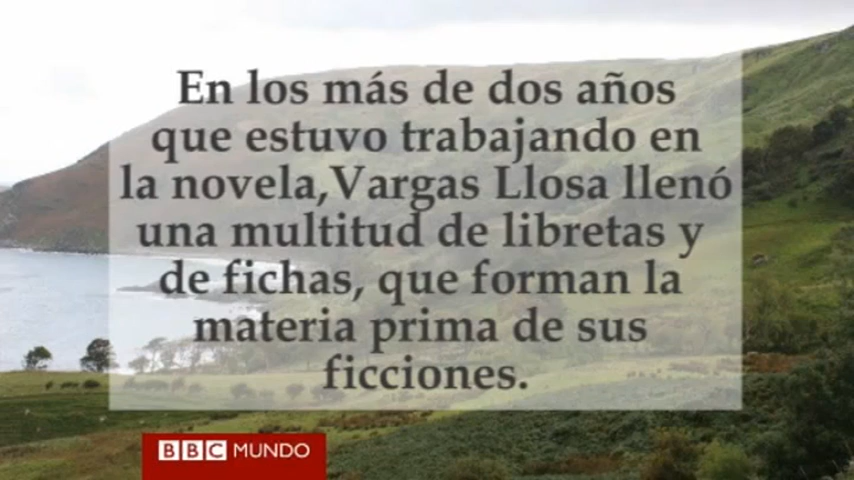 En los más de dos años
que estuvo trabajando en
la novela,Vargas Llosa llenó
una multitud de libretas y
de fichas, que forman la
materia prima de sus
ficciones.
BBC MUNDO